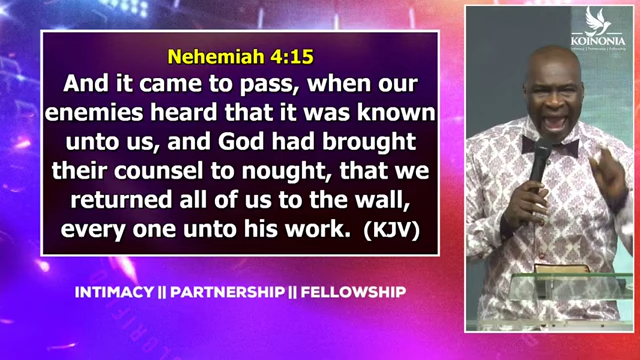 Nehemiah 4:15
And it came to pass, when our
enemies heard that it was known
unto us, and God had brought
their counsel to nought, that we
returned all of us to the wall,
every one unto his work. (KJV)
INTIMACY || PARTNERSHIP || FELLOWSHIP
KOINONIA